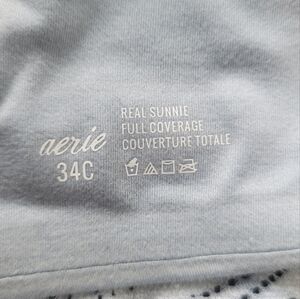 aerie
34C
REAL SUNNIE
FULL COVERAGE
COUVERTURE TOTALE